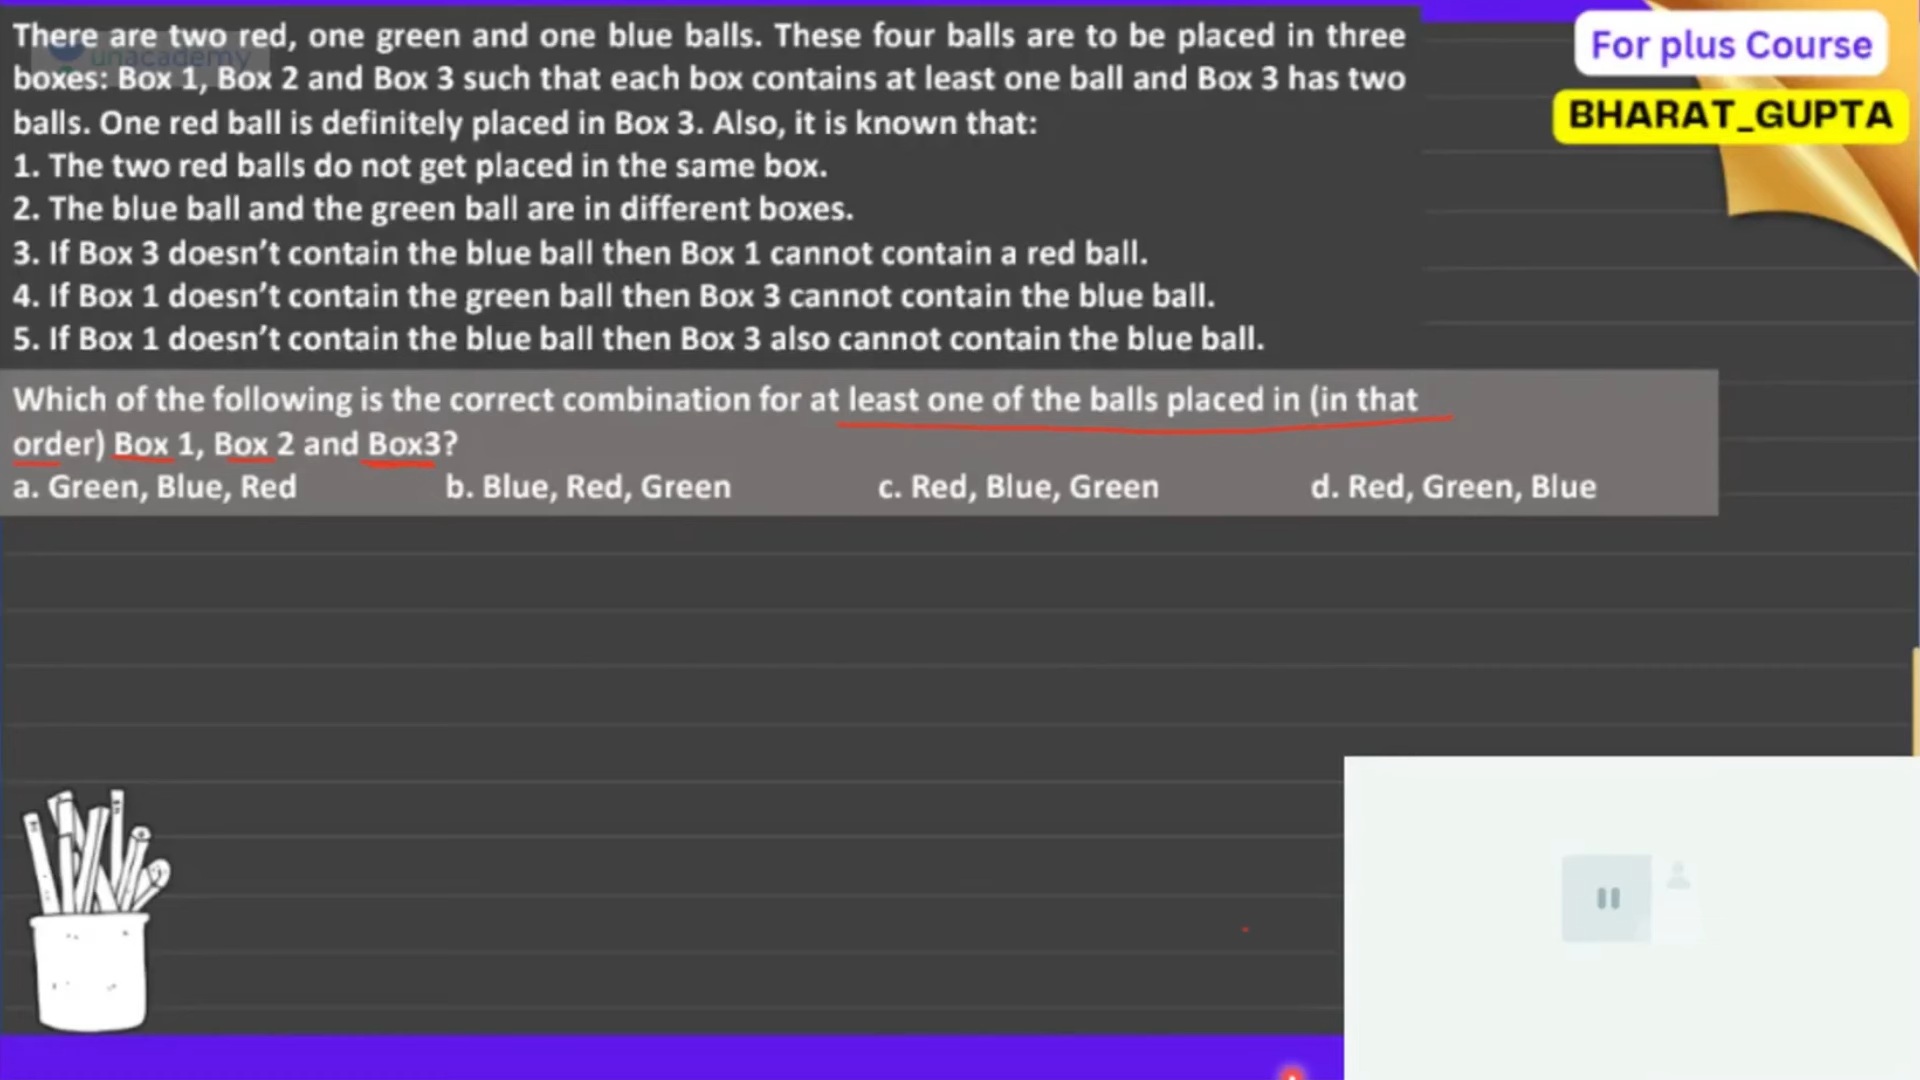 There are two red, one green and one blue balls. These four balls are to be placed in three
boxes: Box 1, Box 2 and Box 3 such that each box contains at least one ball and Box 3 has two
balls. One red ball is definitely placed in Box 3. Also, it is known that:
1. The two red balls do not get placed in the same box.
2. The blue ball and the green ball are in different boxes.
3. If Box 3 doesn't contain the blue ball then Box 1 cannot contain a red ball.
4. If Box 1 doesn't contain the green ball then Box 3 cannot contain the blue ball.
5. If Box 1 doesn't contain the blue ball then Box 3 also cannot contain the blue ball.
Which of the following is the correct combination for at least one of the balls placed in (in that
order) Box 1, Box 2 and Box3?
a. Green, Blue, Red b. Blue, Red, Green c. Red, Blue, Green d. Red, Green, Blue
For plus Course
BHARAT_GUPTA
unacademy